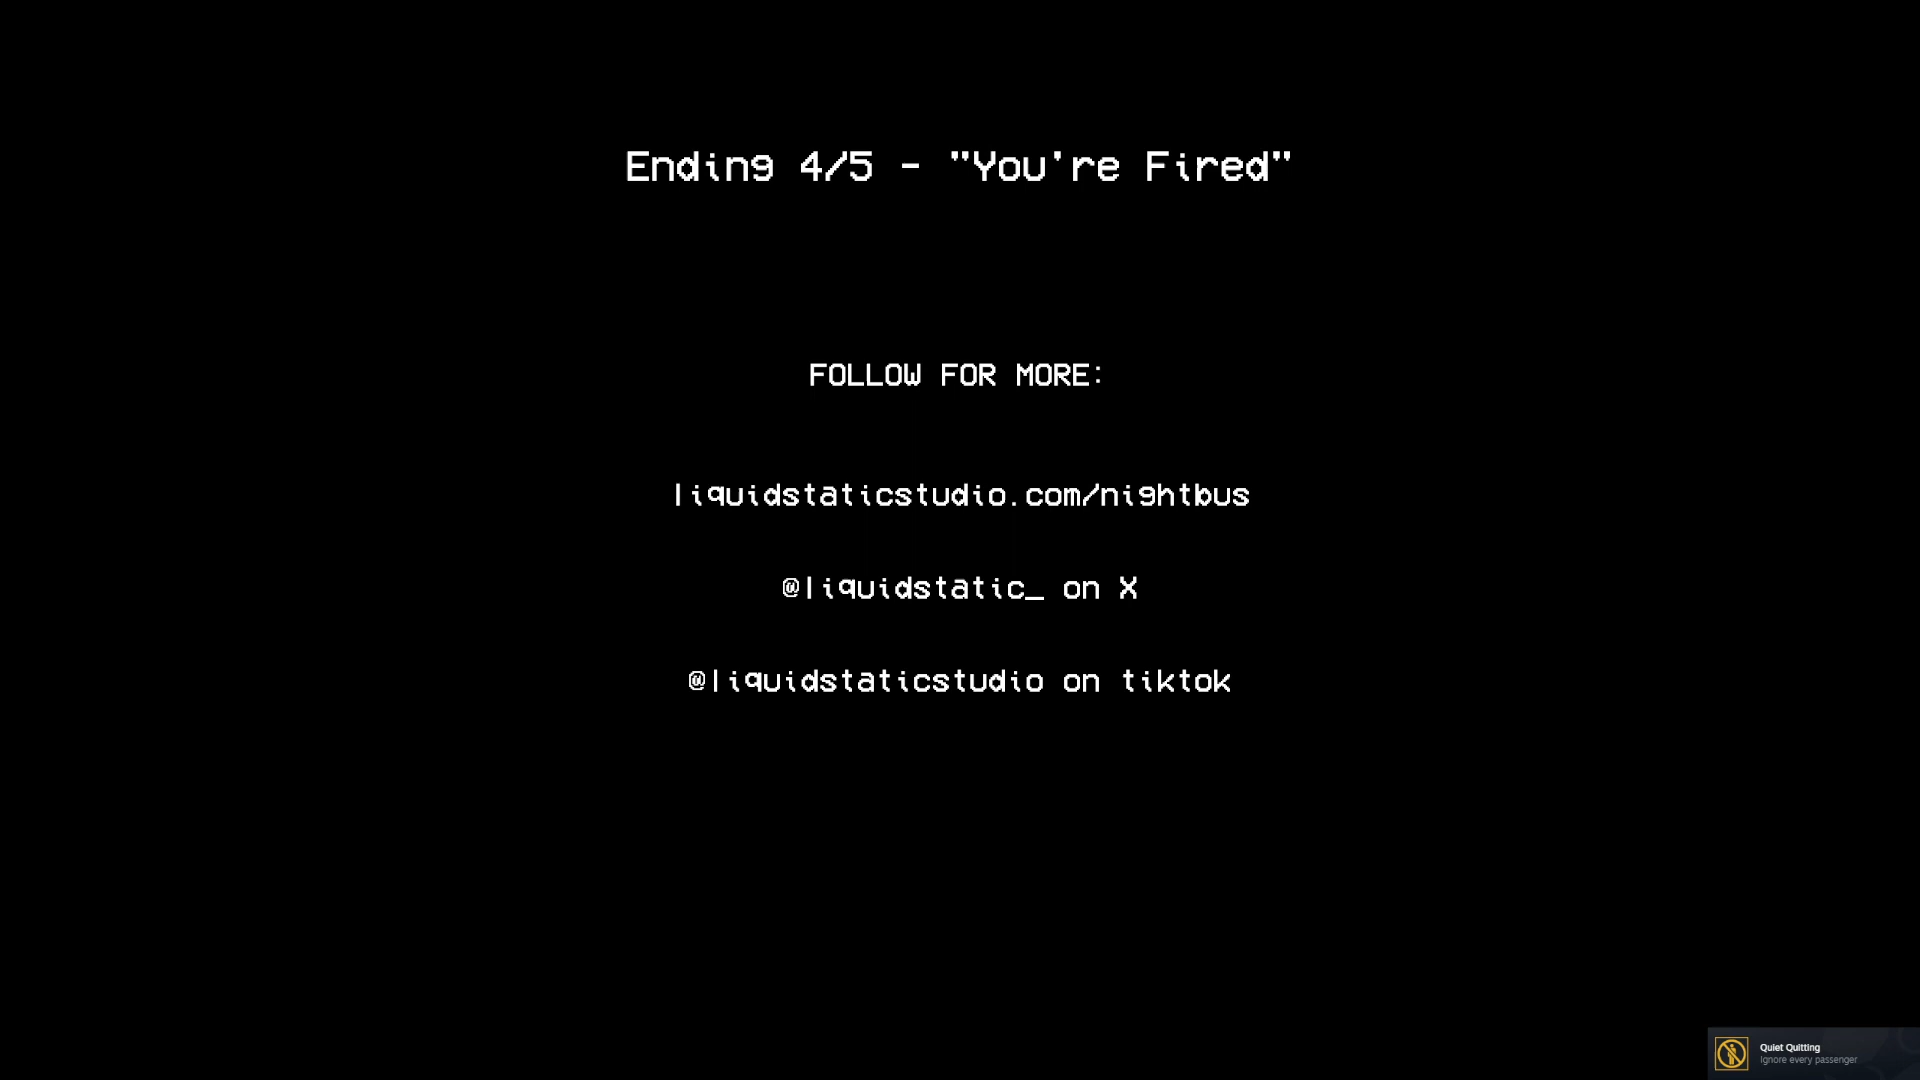 Ending 4/5 - "You're Fired"
FOLLOW FOR MORE:
liquidstaticstudio.com/nightbus
@liquidstatic_ on X
@liquidstaticstudio on tiktok
Quiet Quitting
Ignore every passenger